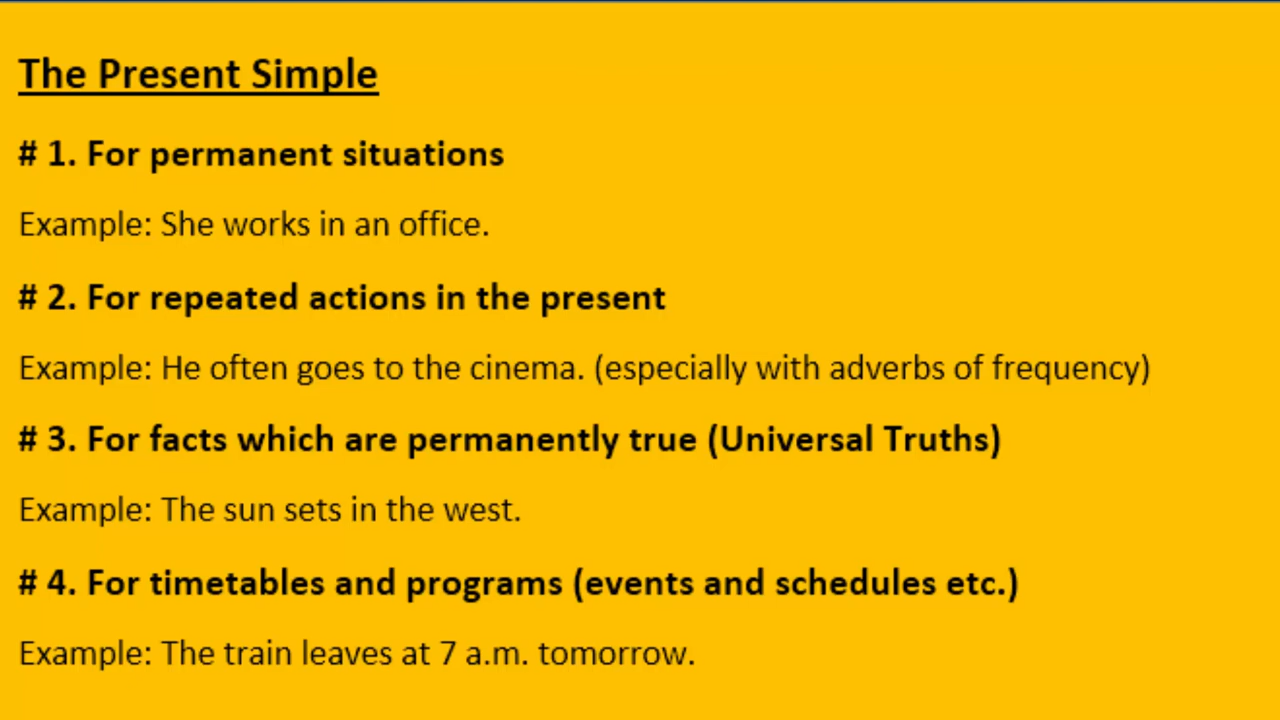 The Present Simple
# 1. For permanent situations
Example: She works in an office.
# 2. For repeated actions in the present
Example: He often goes to the cinema. (especially with adverbs of frequency)
# 3. For facts which are permanently true (Universal Truths)
Example: The sun sets in the west.
# 4. For timetables and programs (events and schedules etc.)
Example: The train leaves at 7 a.m. tomorrow.